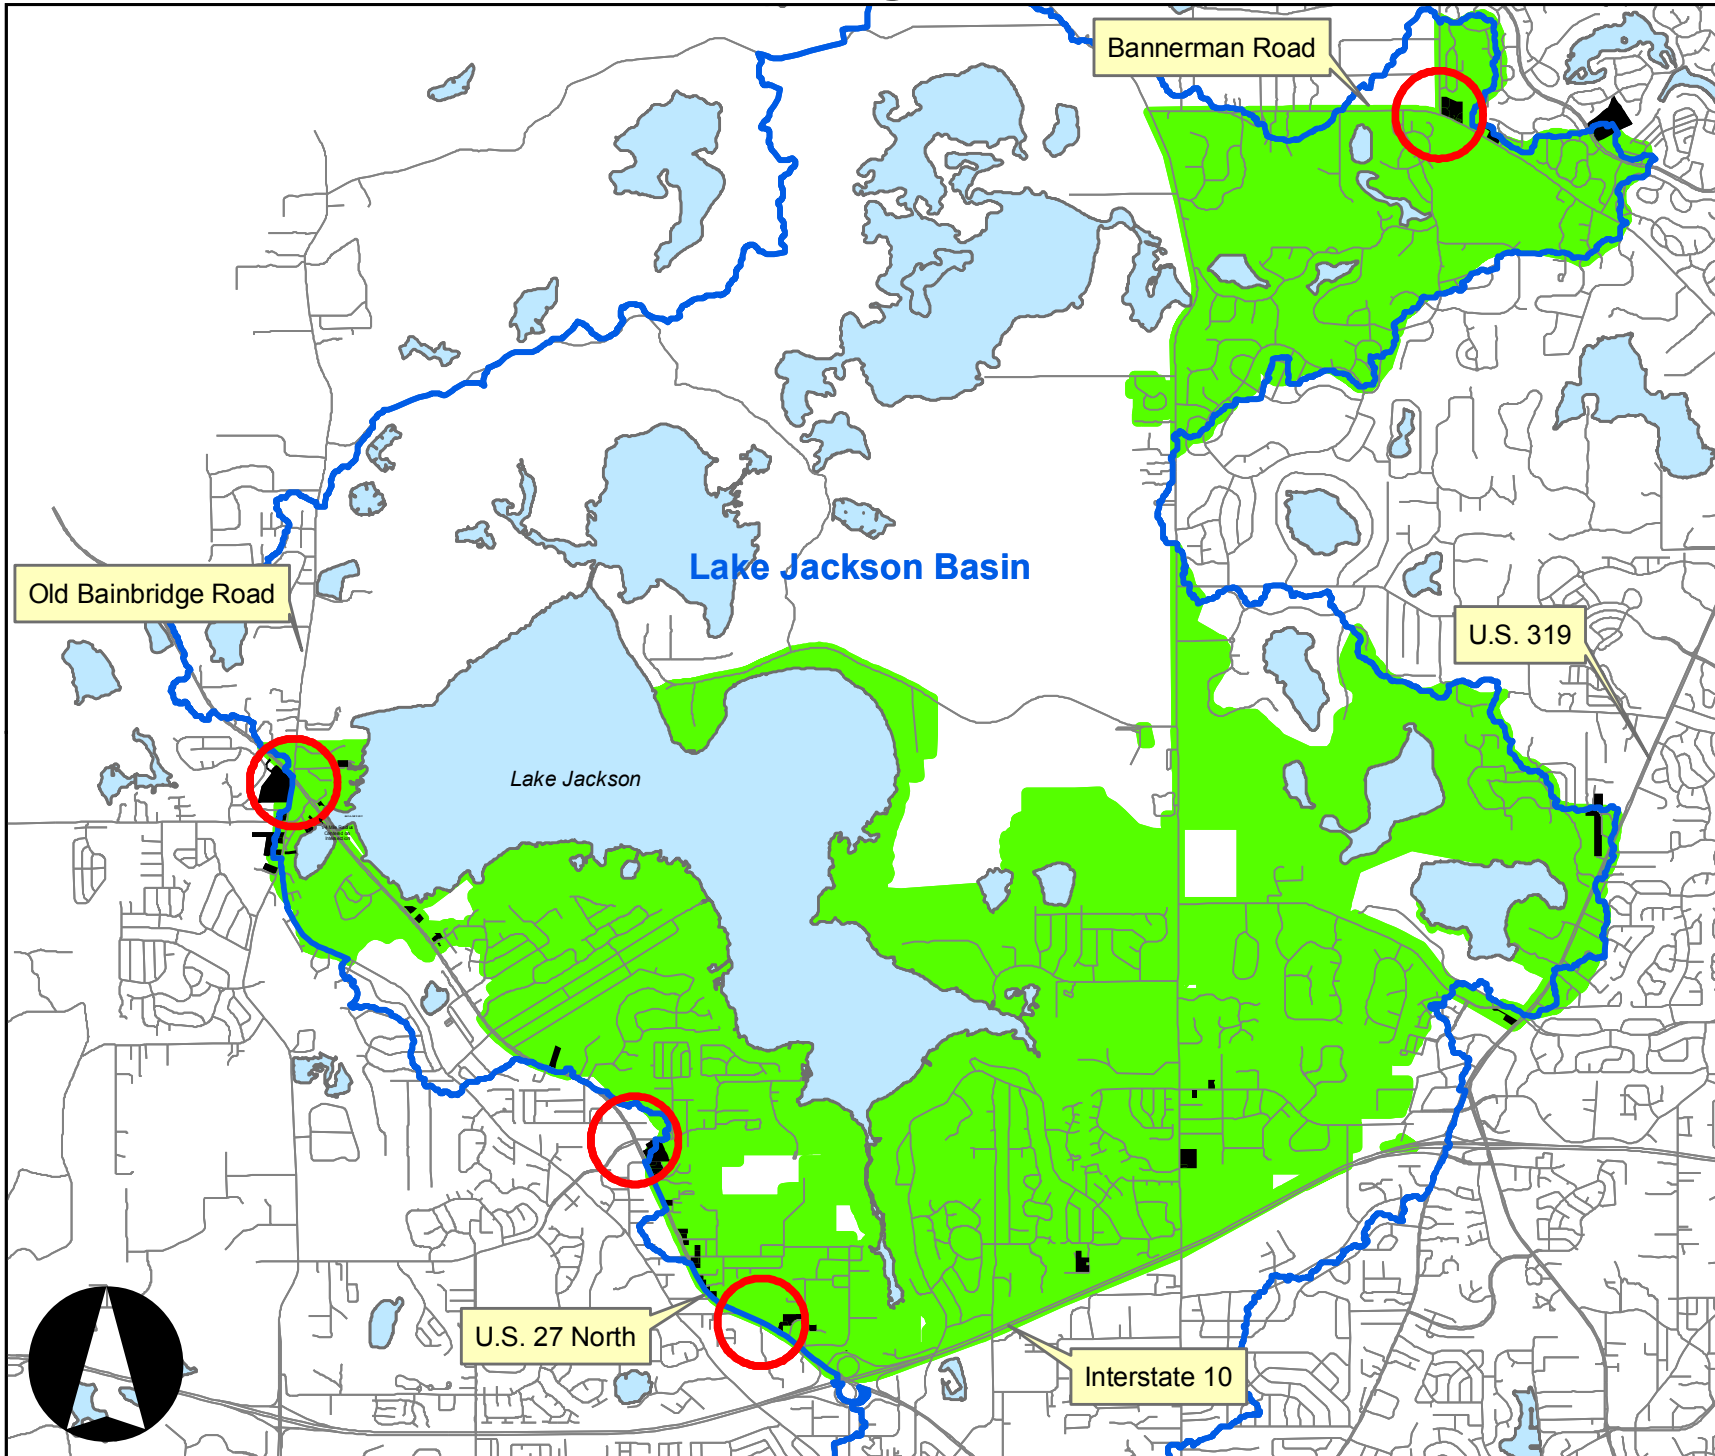 Bannerman Road
Lake Jackson Basin
Old Bainbridge Road
U.S. 319
Lake Jackson
U.S. 27 North
Interstate 10